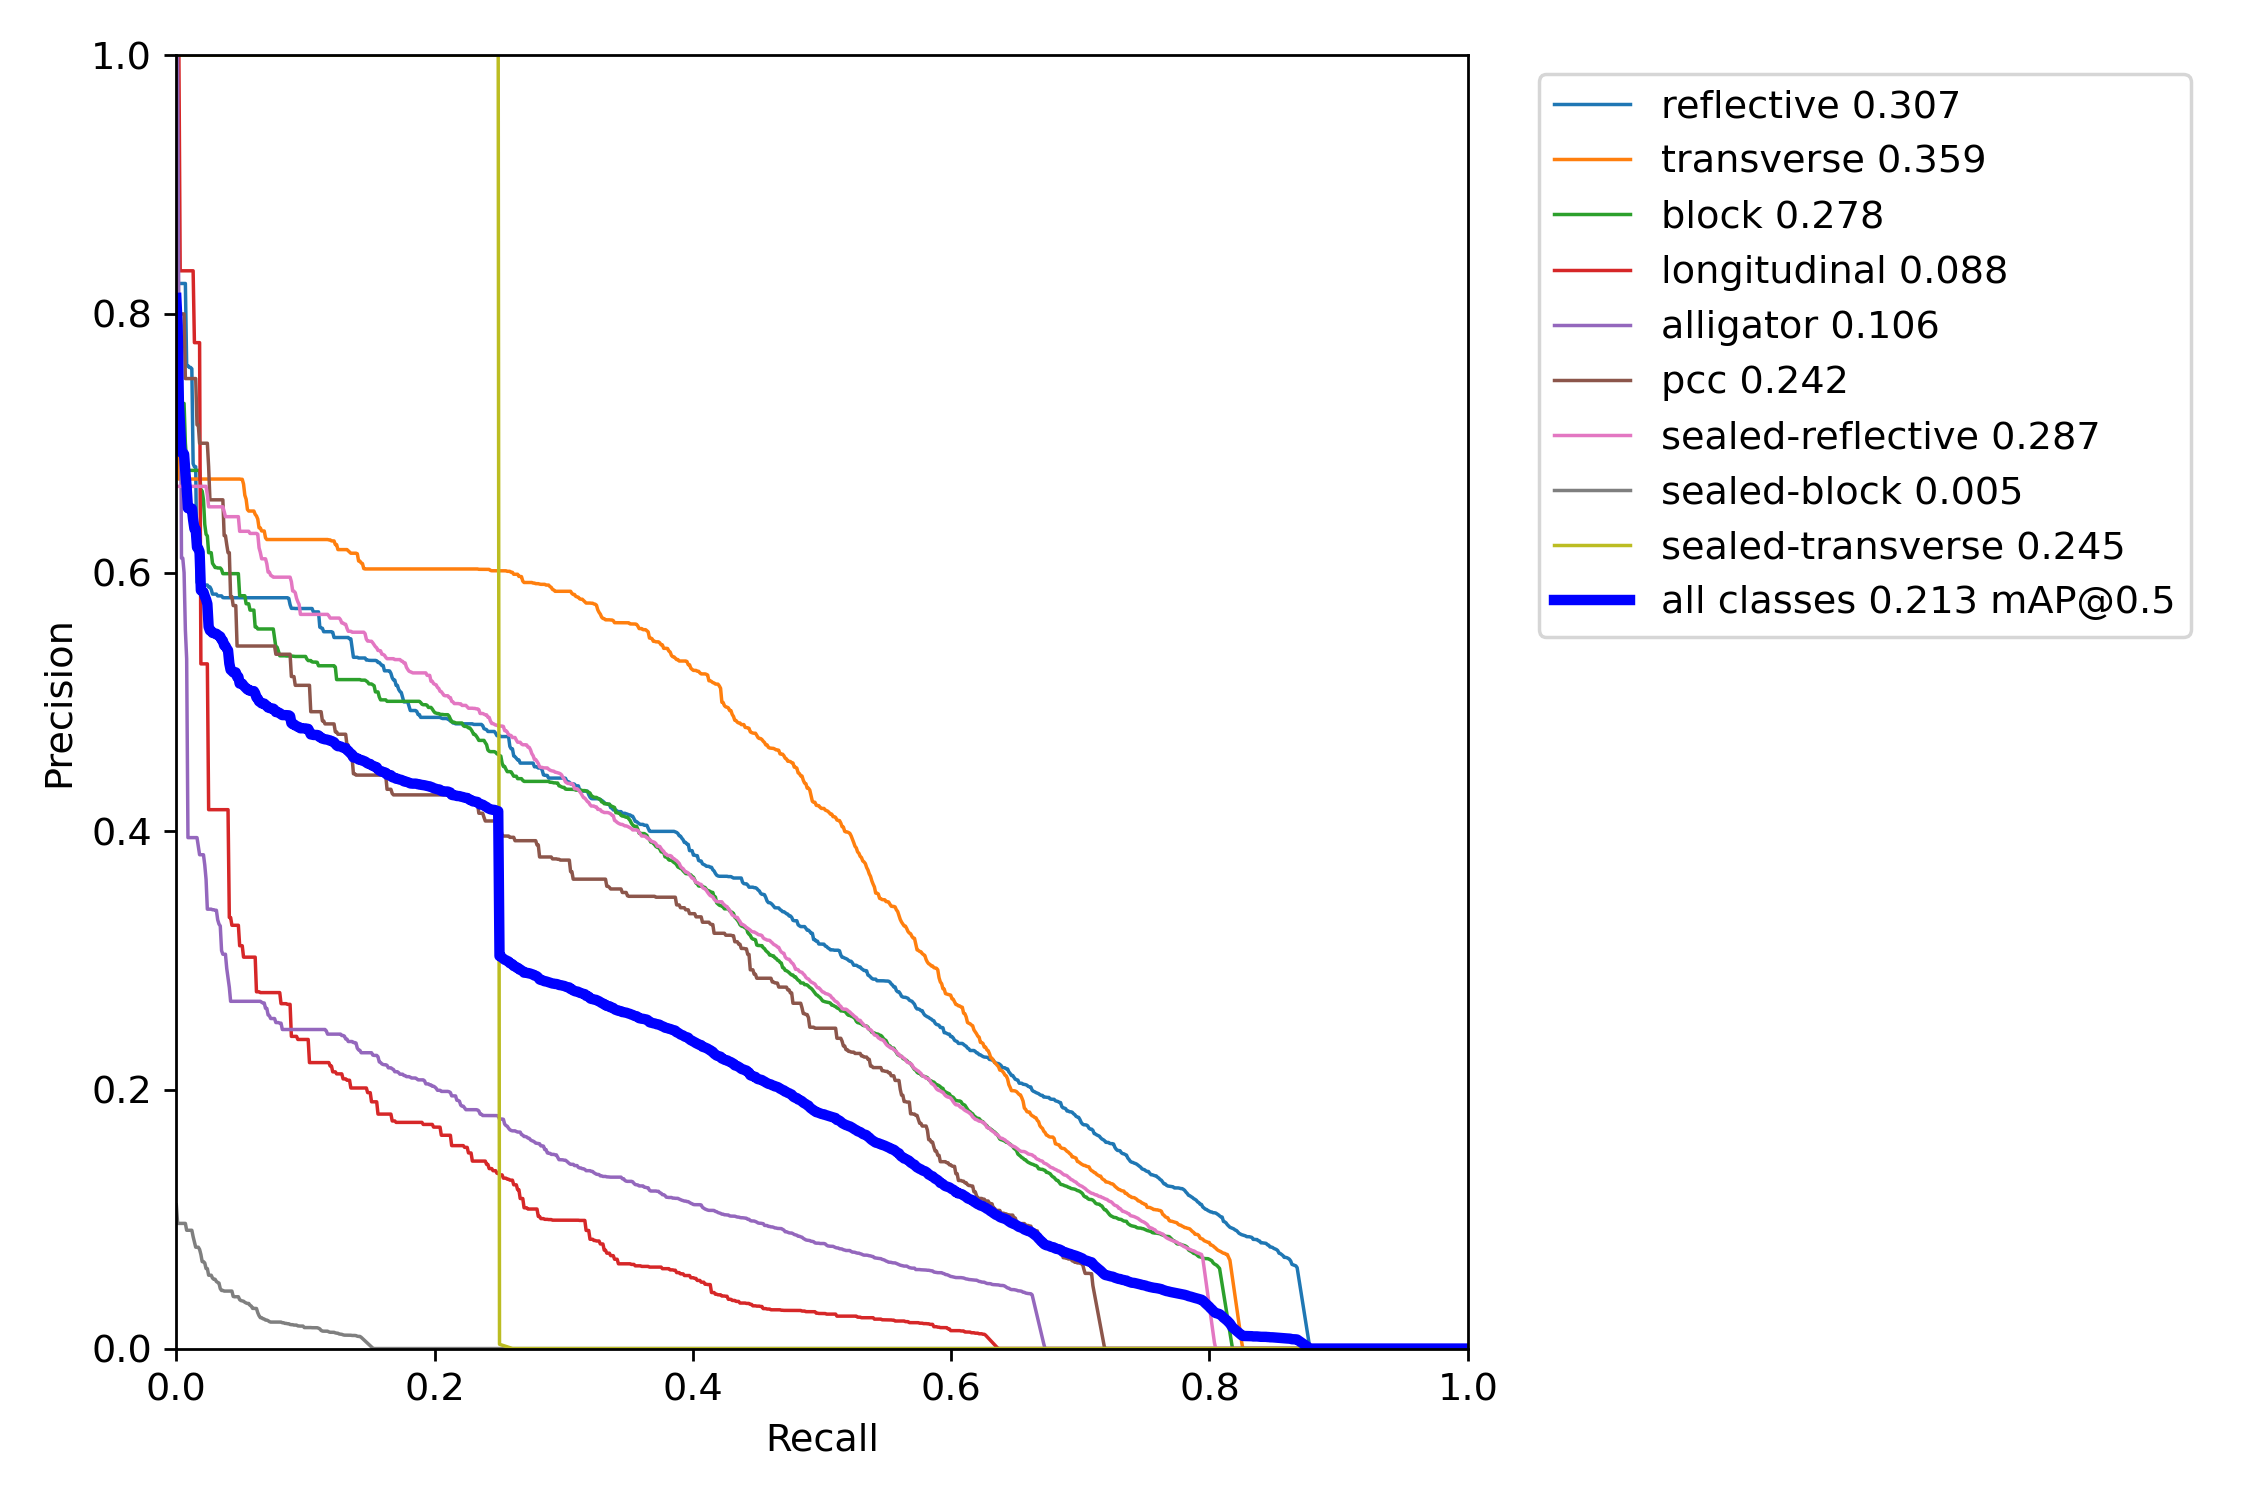 1.0
0.8
0.6
0.4
0.2
0.0
Precision
0.0 0.2 0.4 0.6 0.8 1.0
Recall
reflective 0.307
transverse 0.359
block 0.278
longitudinal 0.088
alligator 0.106
pcc 0.242
sealed-reflective 0.287
sealed-block 0.005
sealed-transverse 0.245
all classes 0.213 mAP@0.5